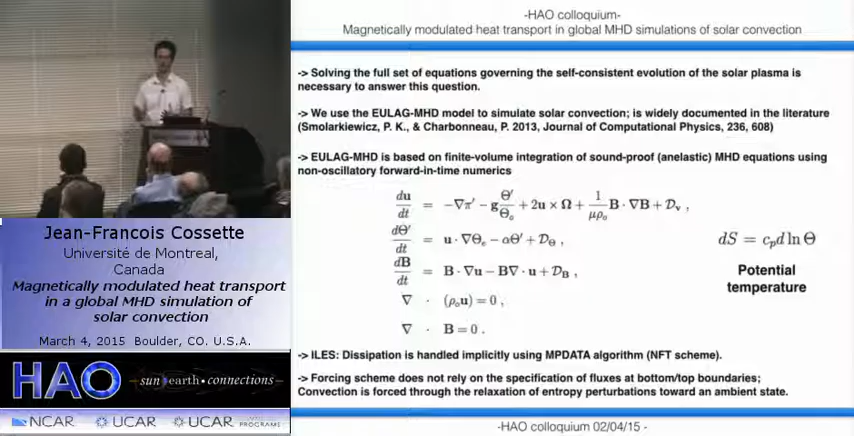 -HAO colloquium-
Magnetically modulated heat transport in global MHD simulations of solar convection
-> Solving the full set of equations governing the self-consistent evolution of the solar plasma is
necessary to answer this question.
-> We use the EULAG-MHD model to simulate solar convection; is widely documented in the literature
(Smolarkiewicz, P. K., & Charbonneau, P. 2013, Journal of Computational Physics, 236, 608)
-> EULAG-MHD is based on finite-volume integration of sound-proof (anelastic) MHD equations using
non-oscillatory forward-in-time numerics
du/dt = -∇π′ - g Θ′/Θₒ + 2u × Ω + 1/μρₒ B · ∇B + 𝒟ᵥ ,
dΘ′/dt = u · ∇Θₑ - αΘ′ + 𝒟_Θ ,
dS = cₚd ln Θ
dB/dt = B · ∇u - B∇ · u + 𝒟_B ,
Potential
temperature
∇ · (ρₒu) = 0 ,
∇ · B = 0 .
-> ILES: Dissipation is handled implicitly using MPDATA algorithm (NFT scheme).
-> Forcing scheme does not rely on the specification of fluxes at bottom/top boundaries;
Convection is forced through the relaxation of entropy perturbations toward an ambient state.
-HAO colloquium 02/04/15 -
Jean-Francois Cossette
Université de Montreal,
Canada
Magnetically modulated heat transport
in a global MHD simulation of
solar convection
March 4, 2015 Boulder, CO. U.S.A.
HAO sun•earth•connections
NCAR UCAR UCAR PROGRAMS